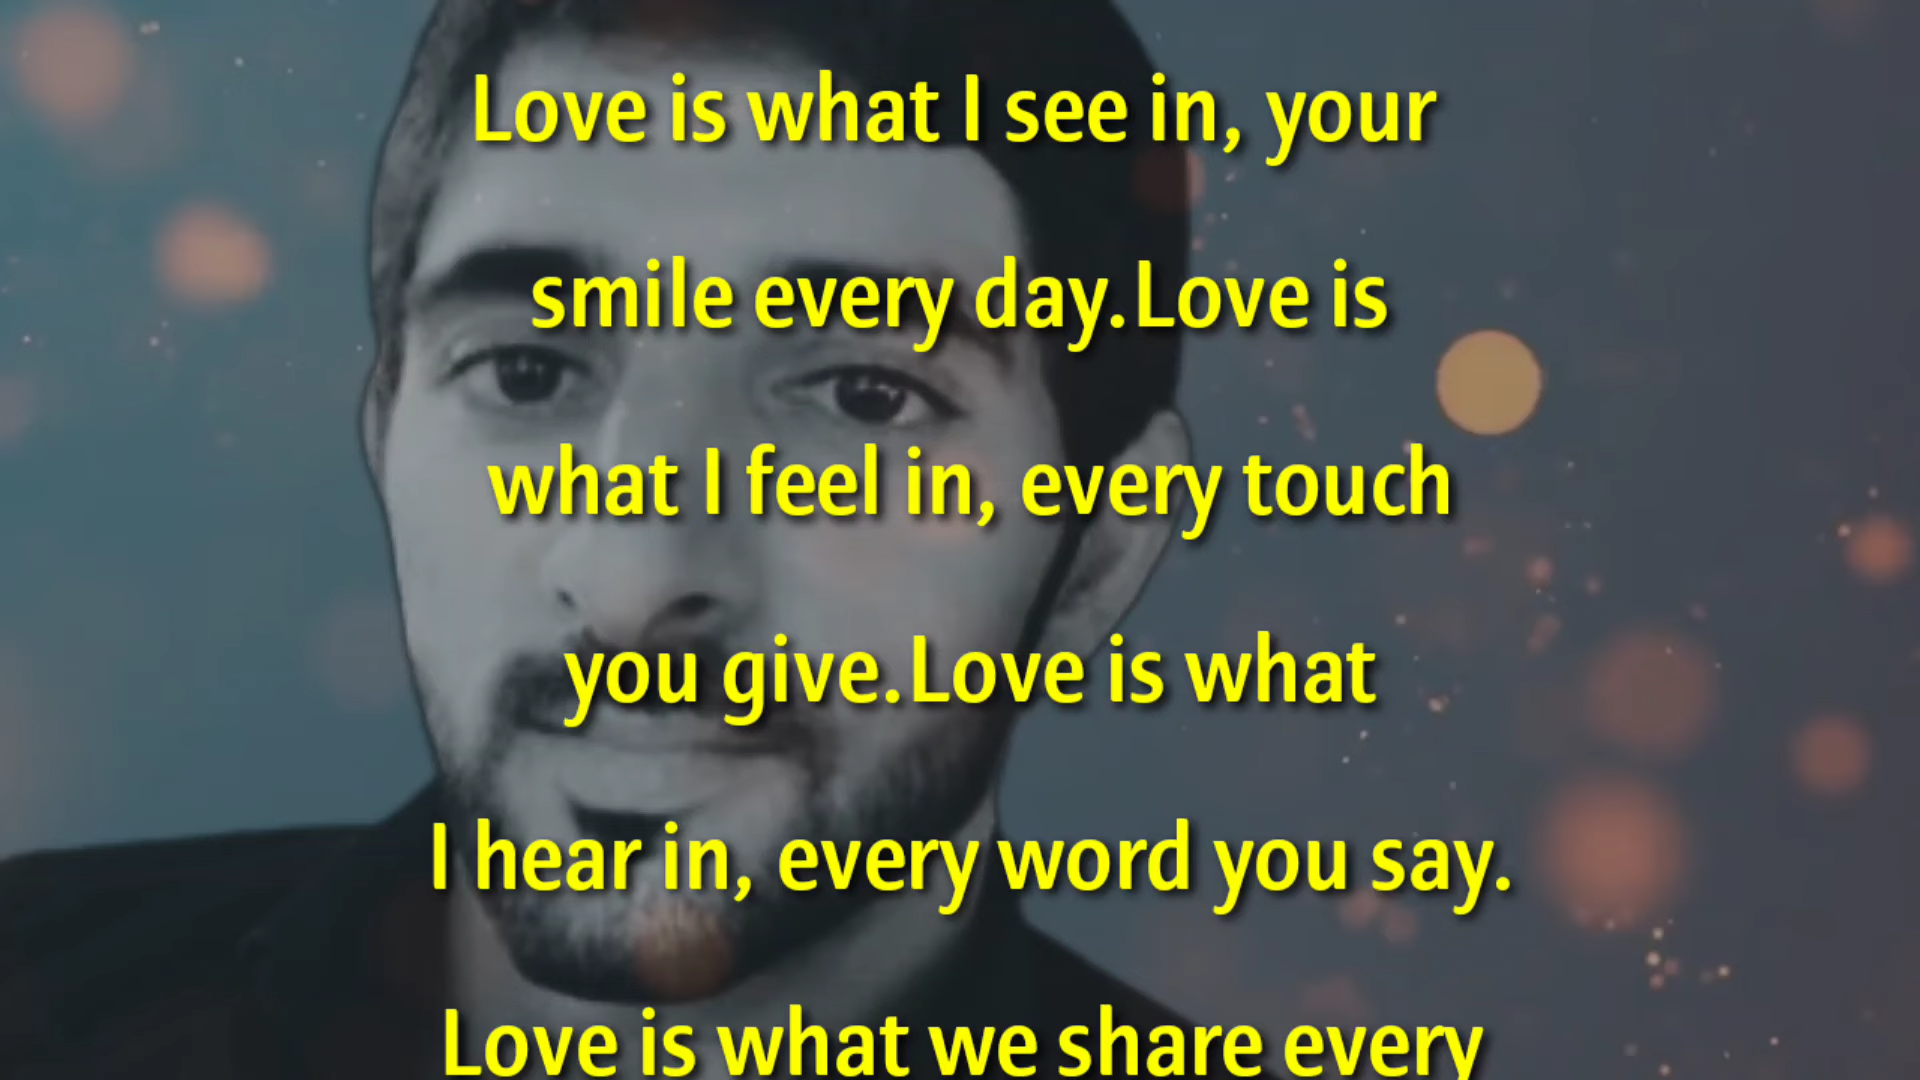 Love is what I see in, your
smile every day.Love is
what I feel in, every touch
you give.Love is what
I hear in, every word you say.
Love is what we share every